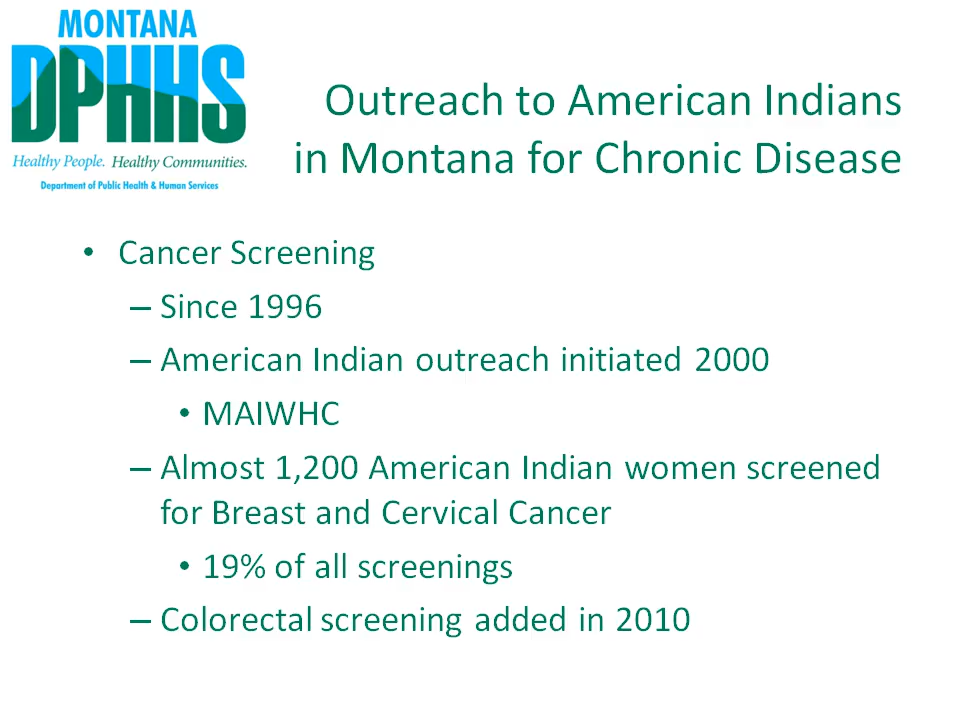 MONTANA
DPHHS
Healthy People. Healthy Communities.
Department of Public Health & Human Services
Outreach to American Indians
in Montana for Chronic Disease
• Cancer Screening
– Since 1996
– American Indian outreach initiated 2000
• MAIWHC
– Almost 1,200 American Indian women screened
for Breast and Cervical Cancer
• 19% of all screenings
– Colorectal screening added in 2010